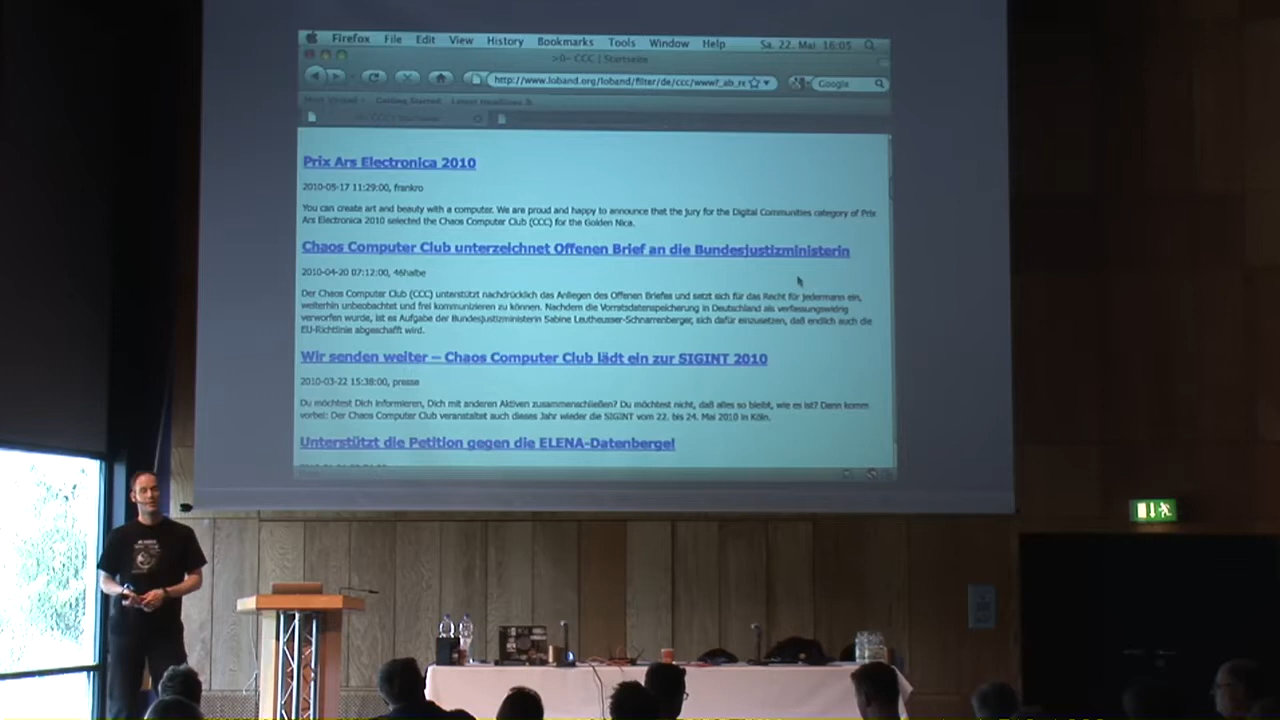 Firefox File Edit View History Bookmarks Tools Window Help Sa. 22. Mai 16:05
>0- CCC | Startseite
http://www.loband.org/loband/filter/de/ccc/www?_ab_re Google
Most Visited Getting Started Latest Headlines
Prix Ars Electronica 2010
2010-05-17 11:29:00, frankro
You can create art and beauty with a computer. We are proud and happy to announce that the jury for the Digital Communities category of Prix
Ars Electronica 2010 selected the Chaos Computer Club (CCC) for the Golden Nica.
Chaos Computer Club unterzeichnet Offenen Brief an die Bundesjustizministerin
2010-04-20 07:12:00, 46halbe
Der Chaos Computer Club (CCC) unterstützt nachdrücklich das Anliegen des Offenen Briefes und setzt sich für das Recht für jedermann ein,
weiterhin unbeobachtet und frei kommunizieren zu können. Nachdem die Vorratsdatenspeicherung in Deutschland als verfassungswidrig
verworfen wurde, ist es Aufgabe der Bundesjustizministerin Sabine Leutheusser-Schnarrenberger, sich dafür einzusetzen, daß endlich auch die
EU-Richtlinie abgeschafft wird.
Wir senden weiter – Chaos Computer Club lädt ein zur SIGINT 2010
2010-03-22 15:38:00, presse
Du möchtest Dich informieren, Dich mit anderen Aktiven zusammenschließen? Du möchtest nicht, daß alles so bleibt, wie es ist? Dann komm
vorbei: Der Chaos Computer Club veranstaltet auch dieses Jahr wieder die SIGINT vom 22. bis 24. Mai 2010 in Köln.
Unterstützt die Petition gegen die ELENA-Datenberge!